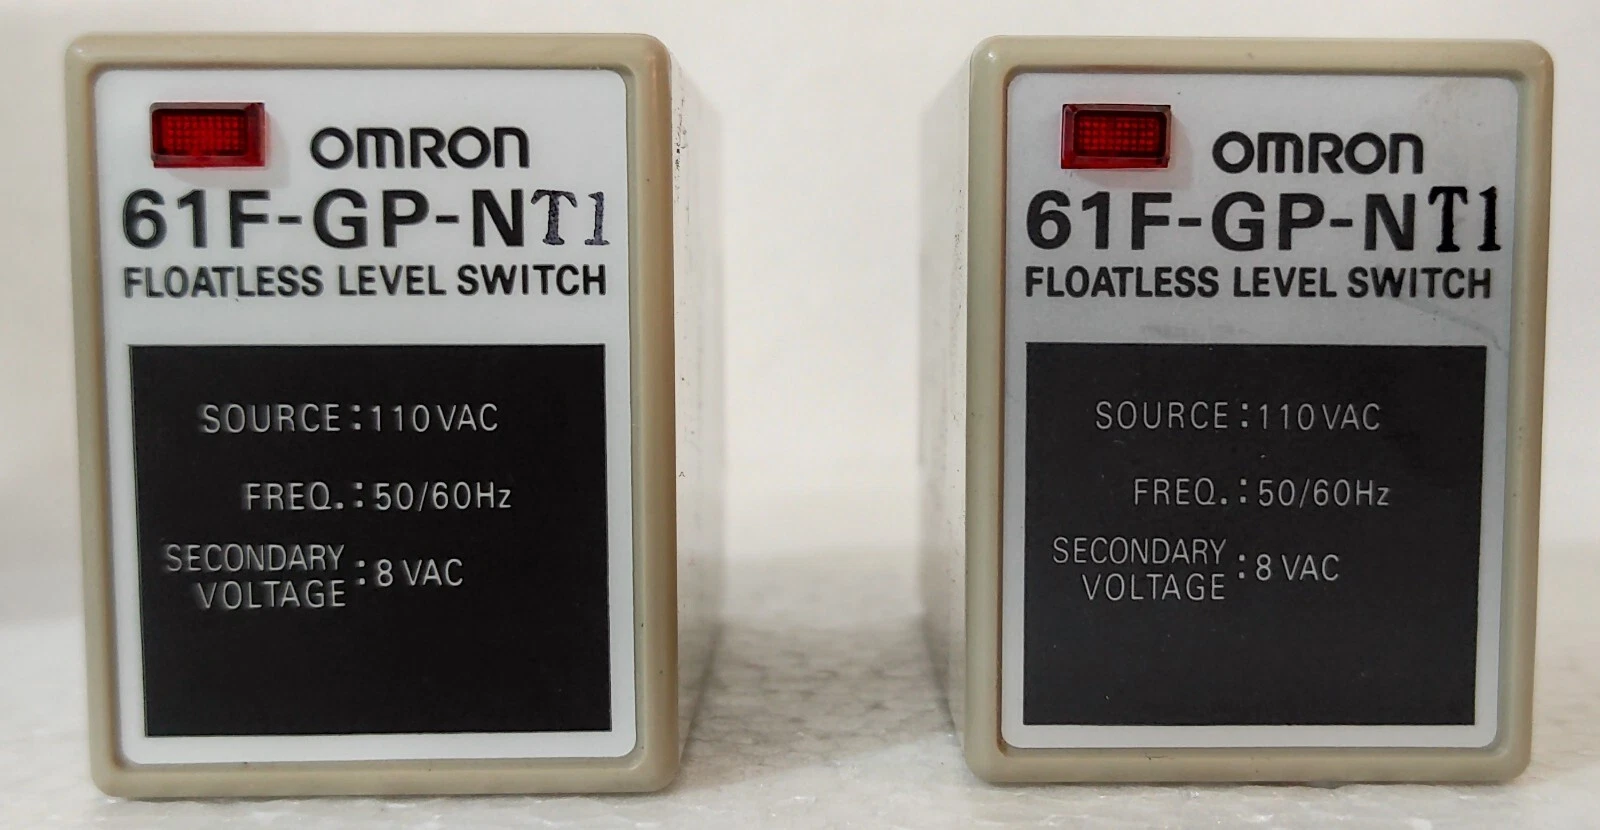 OMRON
61F-GP-NT1
FLOATLESS LEVEL SWITCH
SOURCE : 110 VAC
FREQ. : 50/60Hz
SECONDARY
VOLTAGE : 8 VAC
OMRON
61F-GP-NT1
FLOATLESS LEVEL SWITCH
SOURCE : 110 VAC
FREQ. : 50/60Hz
SECONDARY
VOLTAGE : 8 VAC